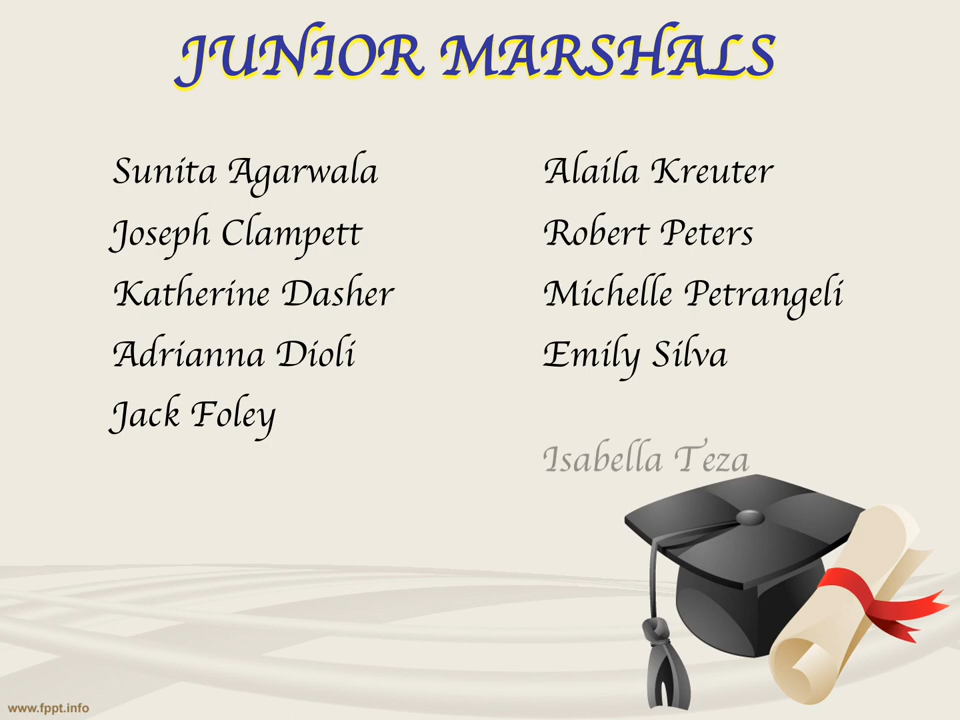 JUNIOR MARSHALS
Sunita Agarwala
Joseph Clampett
Katherine Dasher
Adrianna Dioli
Jack Foley
Alaila Kreuter
Robert Peters
Michelle Petrangeli
Emily Silva
Isabella Teza
www.fppt.info